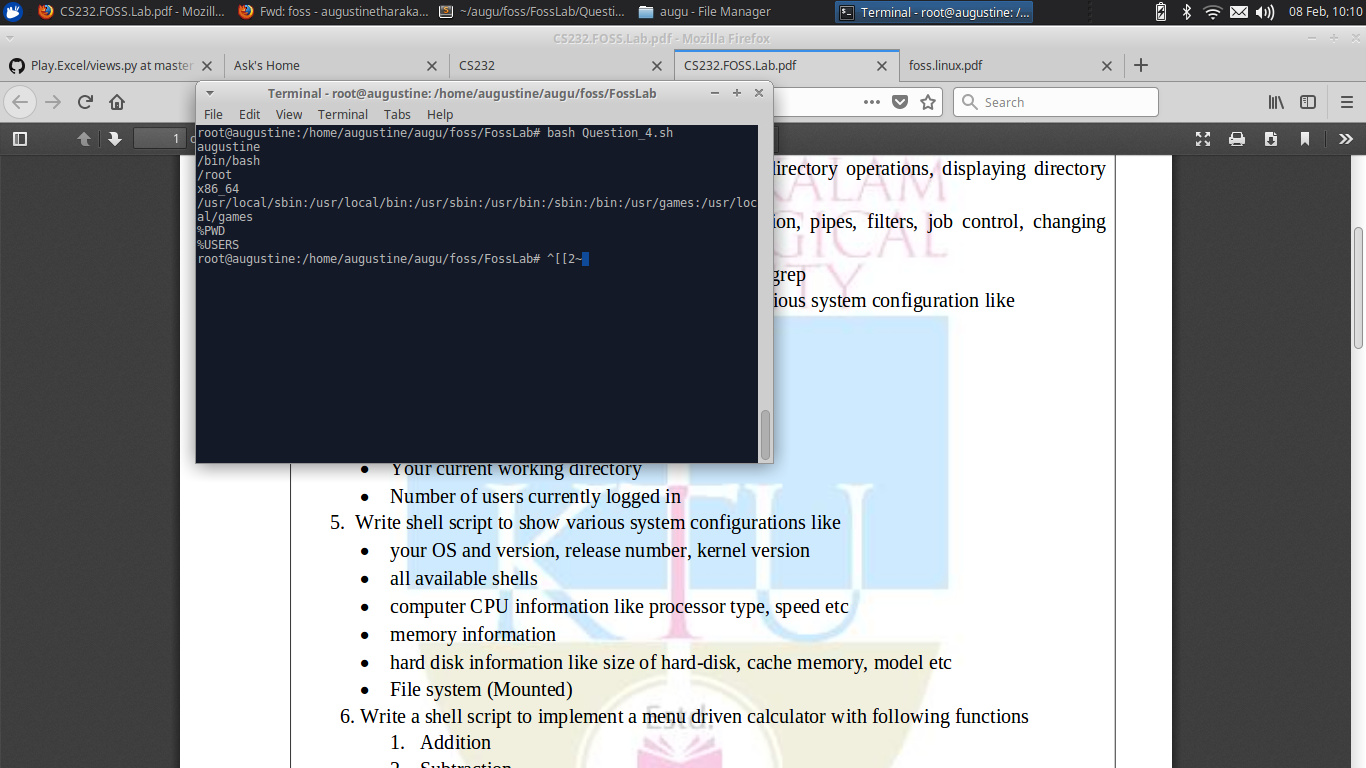 CS232.FOSS.Lab.pdf - Mozill... Fwd: foss - augustinetharaka... ~/augu/foss/FossLab/Questi... augu - File Manager Terminal - root@augustine: /... 08 Feb, 10:10
CS232.FOSS.Lab.pdf - Mozilla Firefox
Play.Excel/views.py at master Ask's Home CS232 CS232.FOSS.Lab.pdf foss.linux.pdf
Search
1
Terminal - root@augustine: /home/augustine/augu/foss/FossLab
File Edit View Terminal Tabs Help
root@augustine:/home/augustine/augu/foss/FossLab# bash Question_4.sh
augustine
/bin/bash
/root
x86_64
/usr/local/sbin:/usr/local/bin:/usr/sbin:/usr/bin:/sbin:/bin:/usr/games:/usr/loc
al/games
%PWD
%USERS
root@augustine:/home/augustine/augu/foss/FossLab# ^[[2~
irectory operations, displaying directory
ion, pipes, filters, job control, changing
grep
ious system configuration like
• Your current working directory
• Number of users currently logged in
5. Write shell script to show various system configurations like
• your OS and version, release number, kernel version
• all available shells
• computer CPU information like processor type, speed etc
• memory information
• hard disk information like size of hard-disk, cache memory, model etc
• File system (Mounted)
6. Write a shell script to implement a menu driven calculator with following functions
1. Addition
2. Subtraction
KTU
Estd.